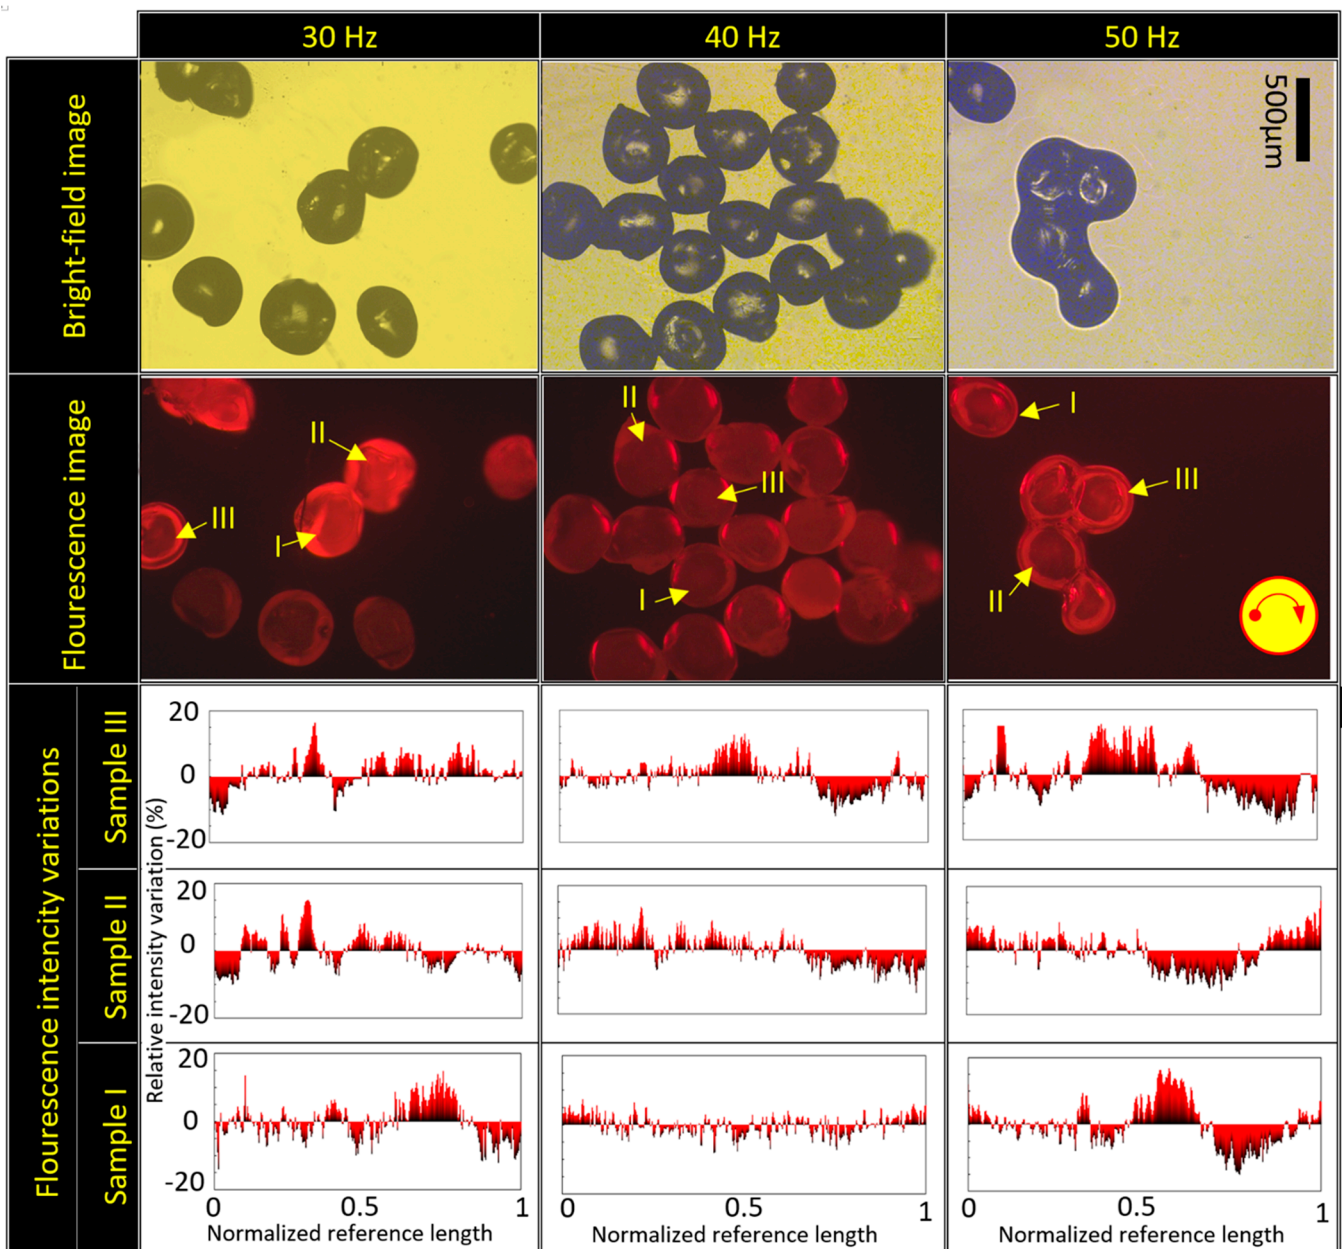 30 Hz
40 Hz
50 Hz
Bright-field image
500µm
Flourescence image
II
III
I
II
III
I
I
III
II
Flourescence intencity variations
Sample III
Relative intensity variation (%)
20
0
-20
Sample II
20
0
-20
Sample I
20
0
-20
0
0.5
1
0
0.5
1
0
0.5
1
Normalized reference length
Normalized reference length
Normalized reference length